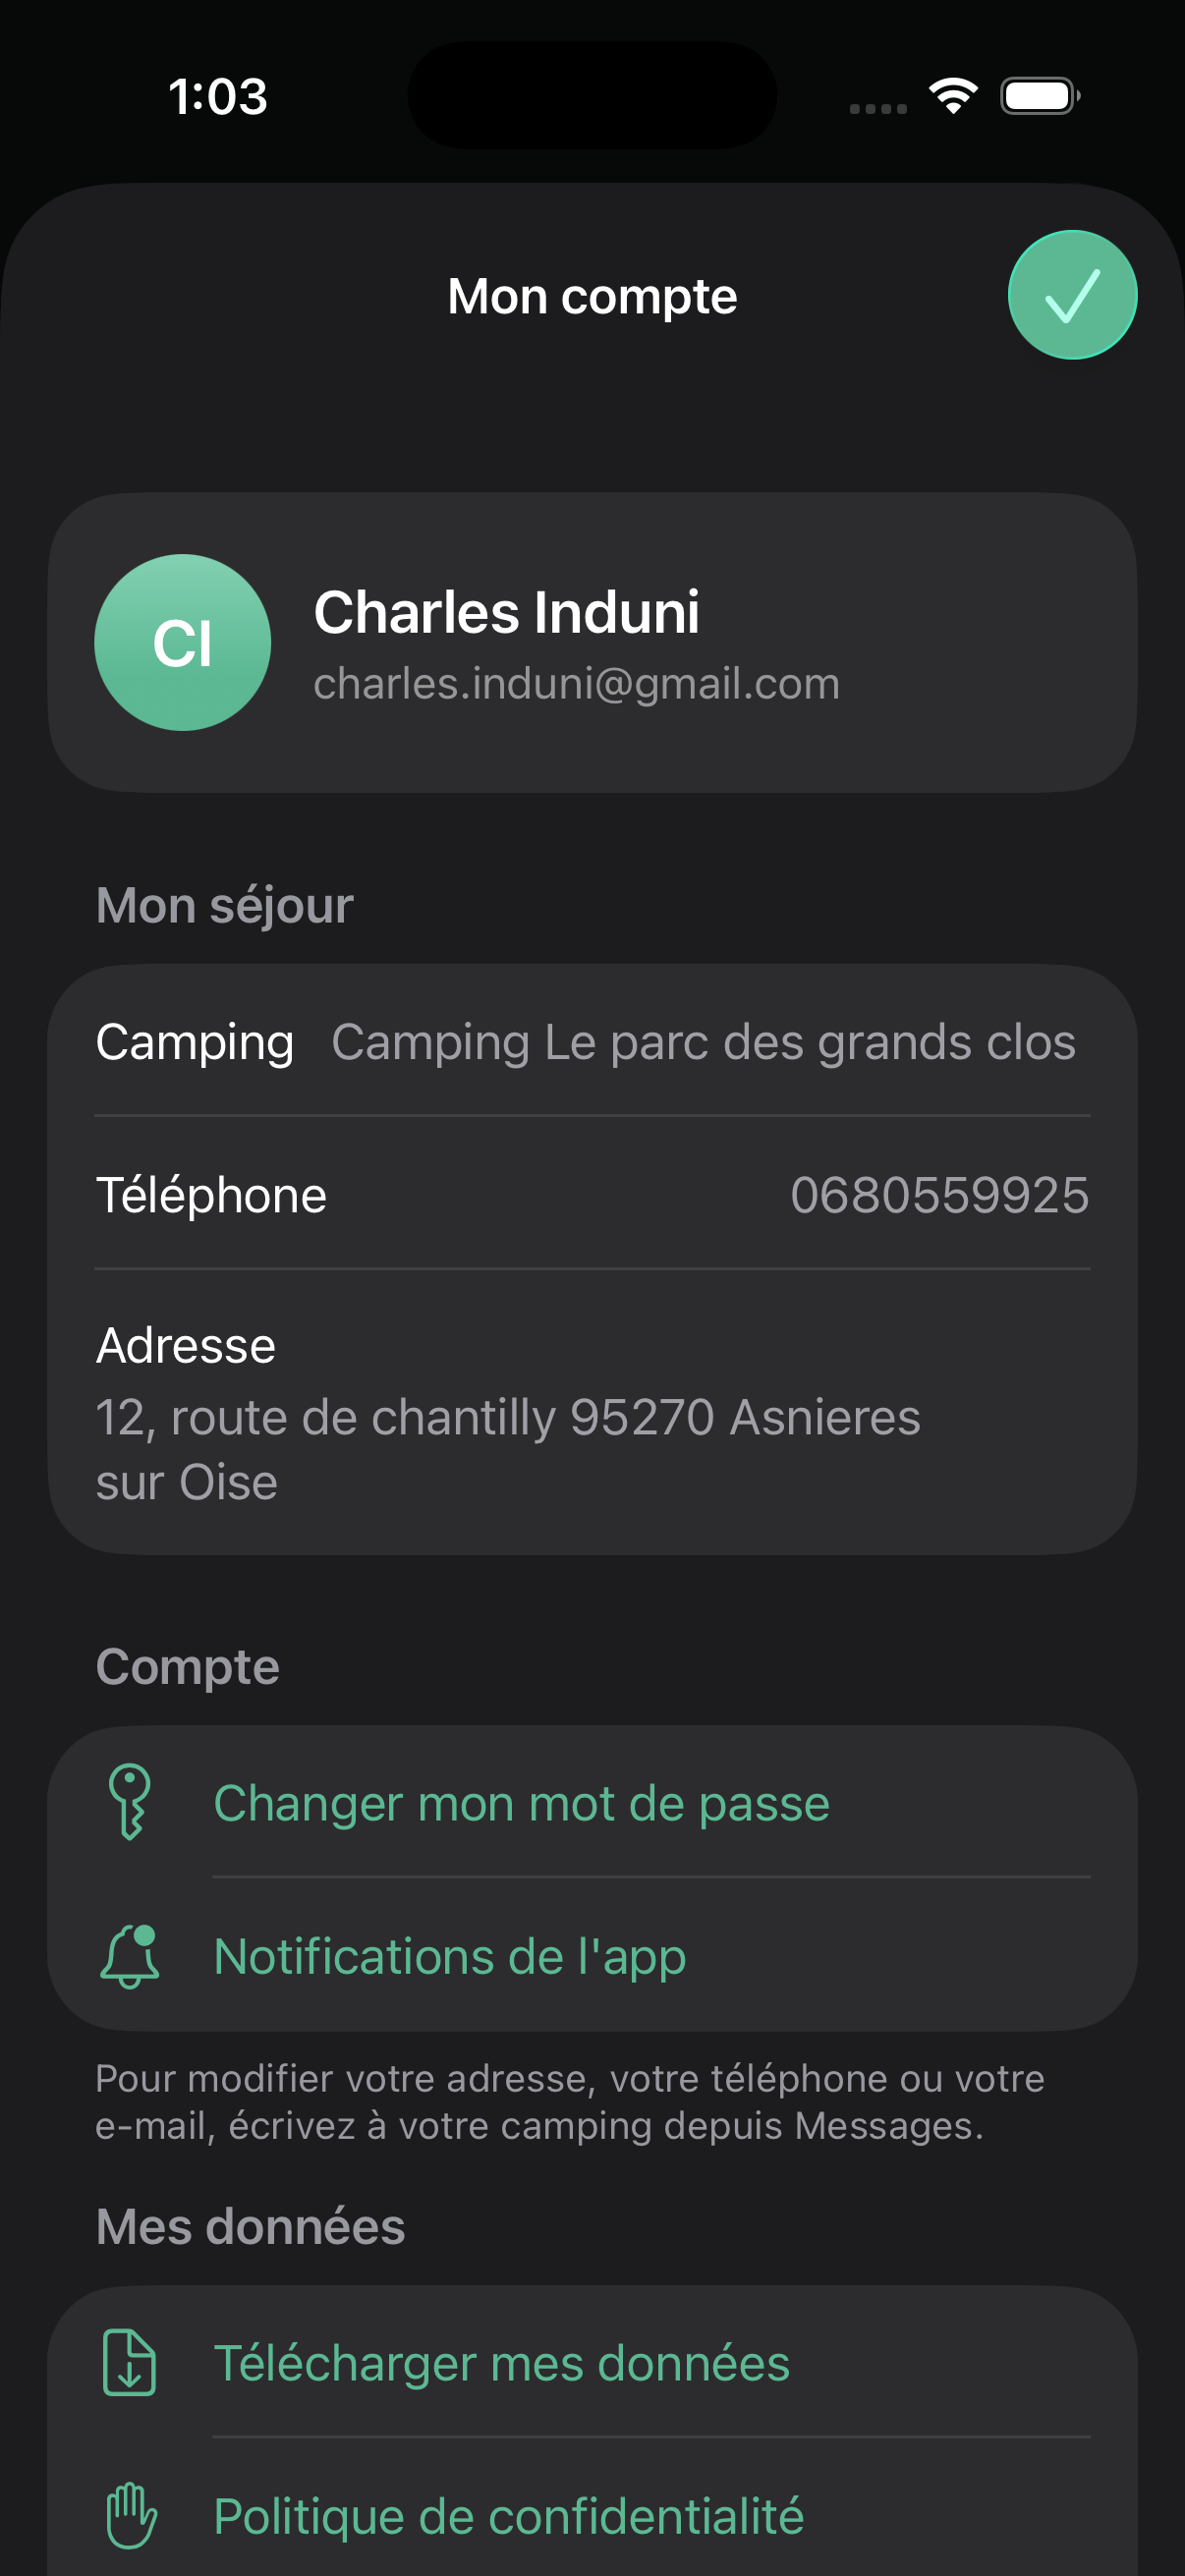 1:03
Mon compte
CI
Charles Induni
charles.induni@gmail.com
Mon séjour
Camping Camping Le parc des grands clos
Téléphone 0680559925
Adresse
12, route de chantilly 95270 Asnieres
sur Oise
Compte
Changer mon mot de passe
Notifications de l'app
Pour modifier votre adresse, votre téléphone ou votre
e-mail, écrivez à votre camping depuis Messages.
Mes données
Télécharger mes données
Politique de confidentialité